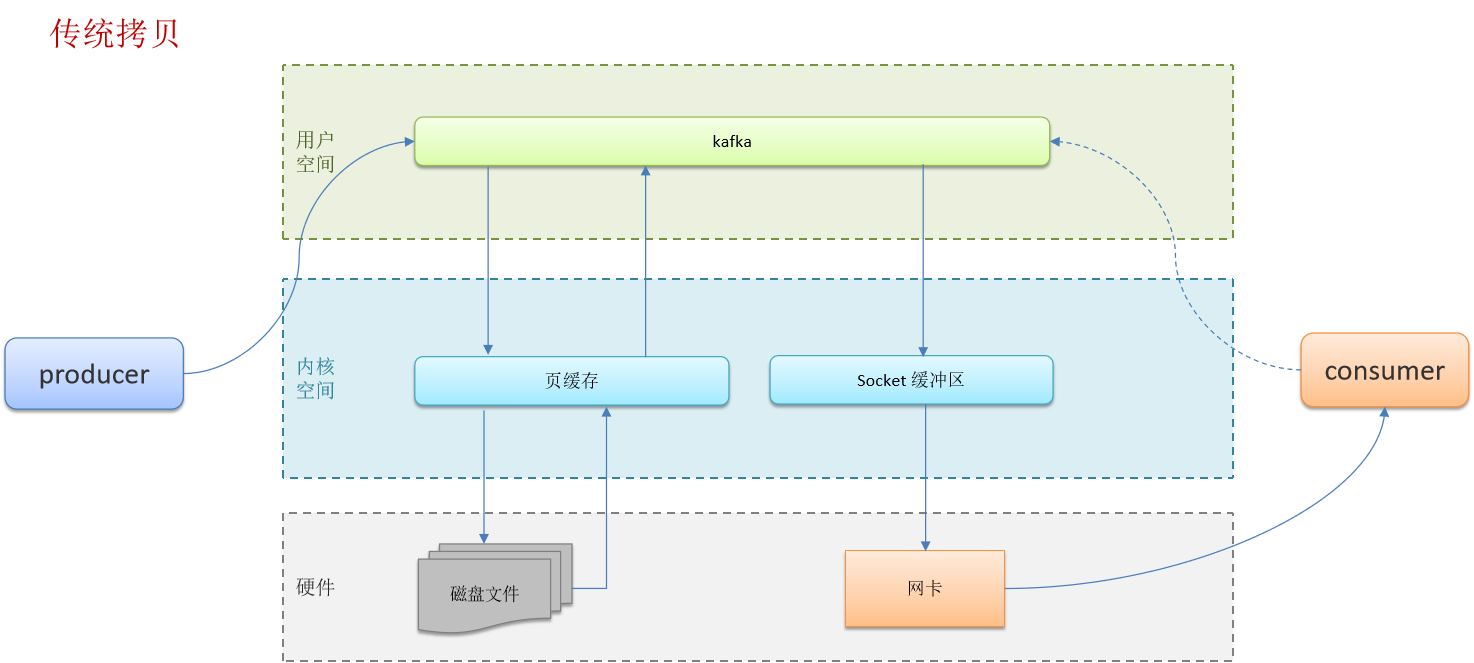 传统拷贝
用户
空间
kafka
内核
空间
producer
页缓存
Socket 缓冲区
consumer
硬件
磁盘文件
网卡